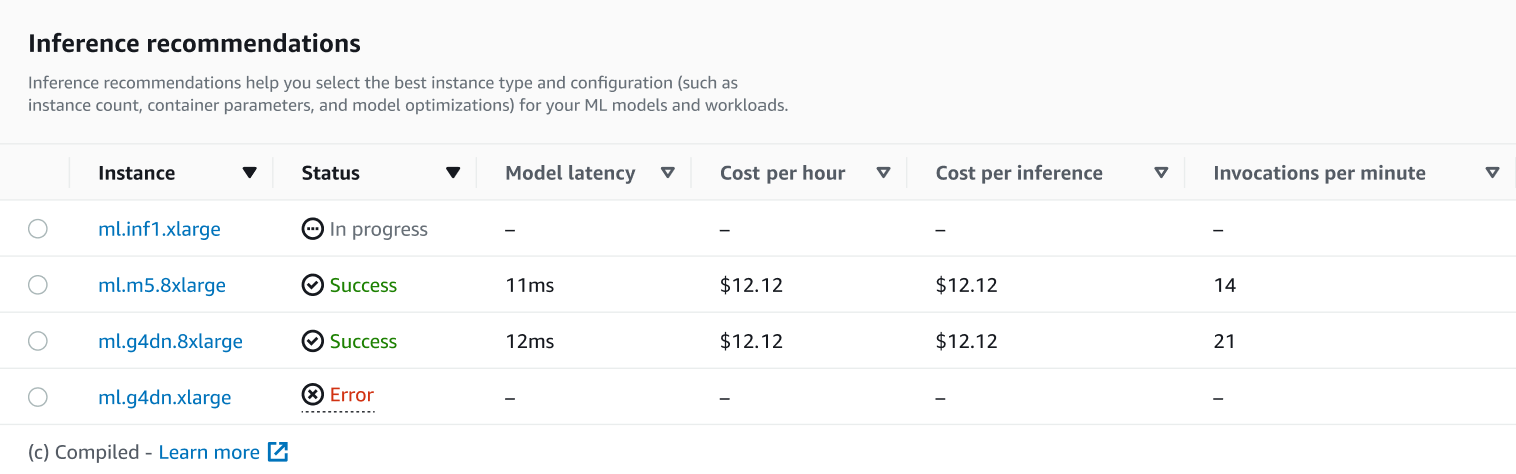 Inference recommendations
Inference recommendations help you select the best instance type and configuration (such as
instance count, container parameters, and model optimizations) for your ML models and workloads.
Instance Status Model latency Cost per hour Cost per inference Invocations per minute
ml.inf1.xlarge In progress – – – –
ml.m5.8xlarge Success 11ms $12.12 $12.12 14
ml.g4dn.8xlarge Success 12ms $12.12 $12.12 21
ml.g4dn.xlarge Error – – – –
(c) Compiled - Learn more